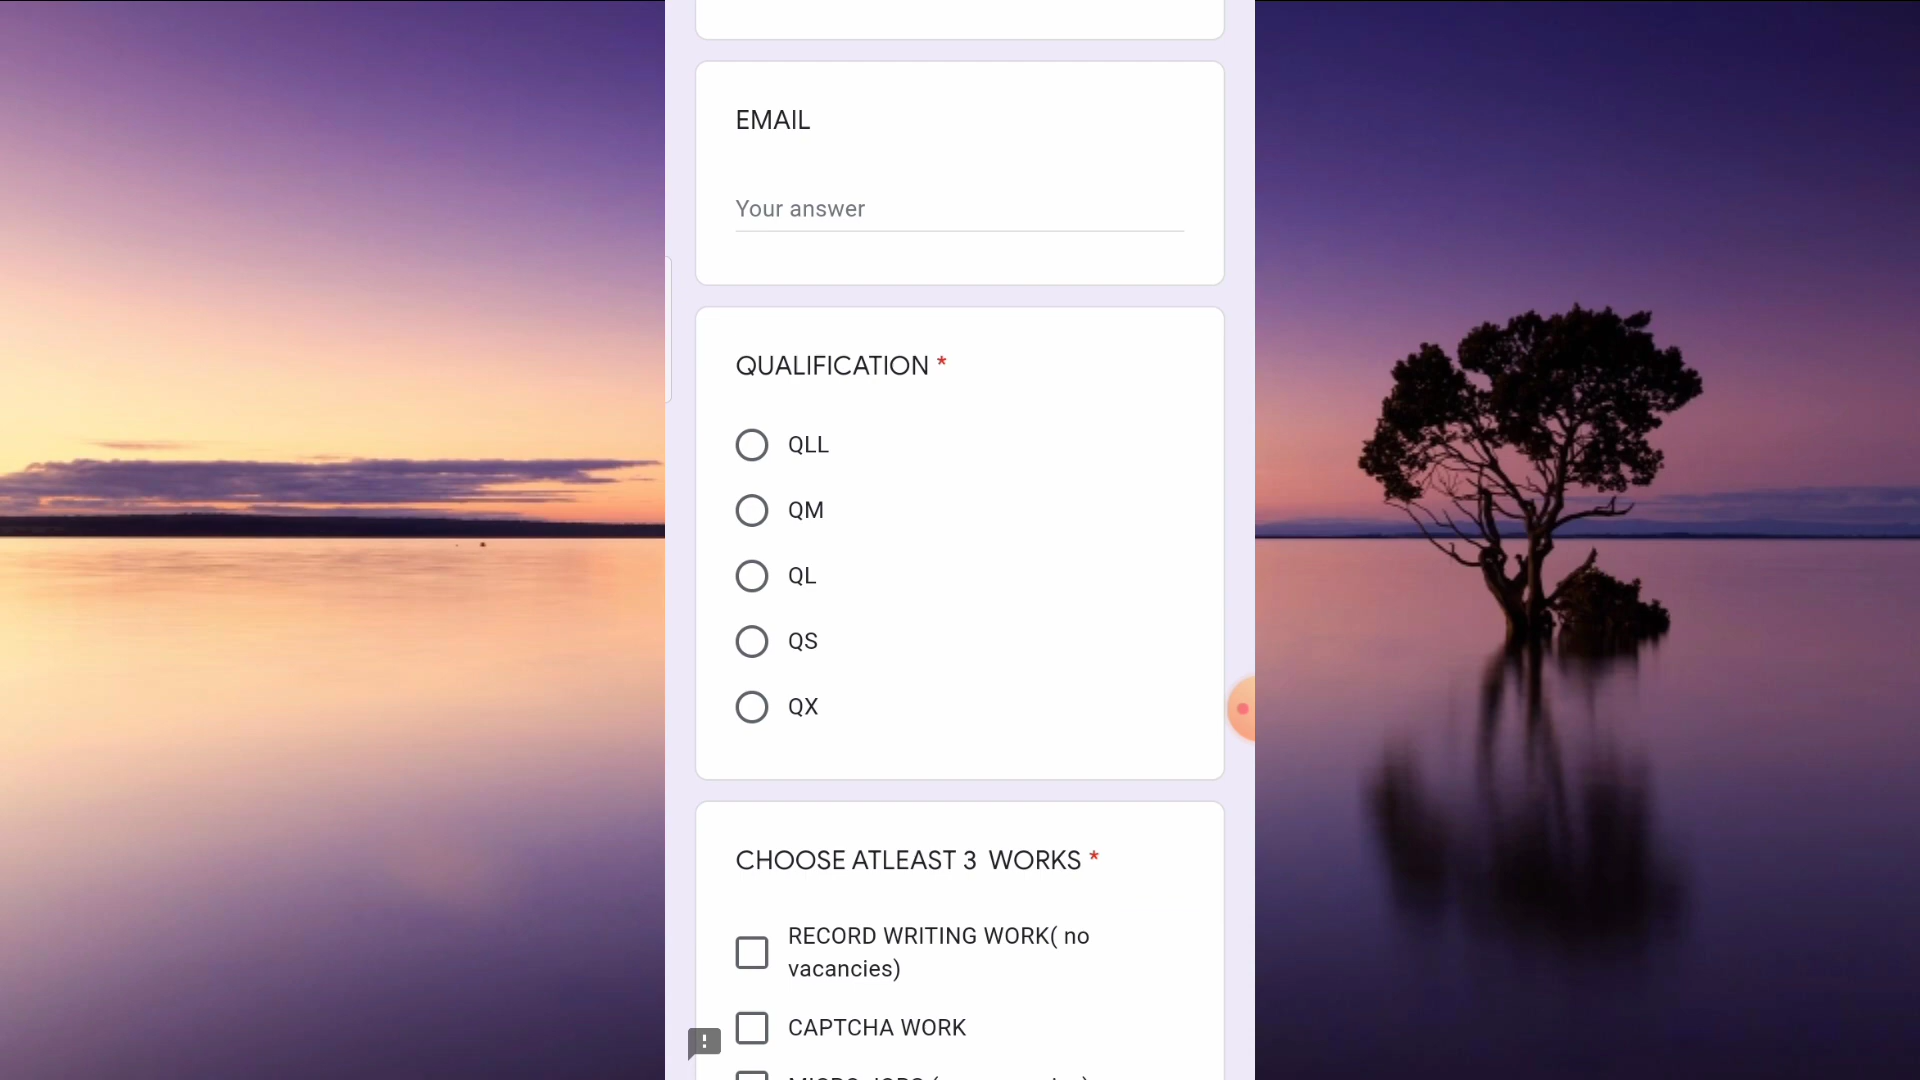 EMAIL
Your answer
QUALIFICATION *
QLL
QM
QL
QS
QX
CHOOSE ATLEAST 3  WORKS *
RECORD WRITING WORK( no
vacancies)
CAPTCHA WORK